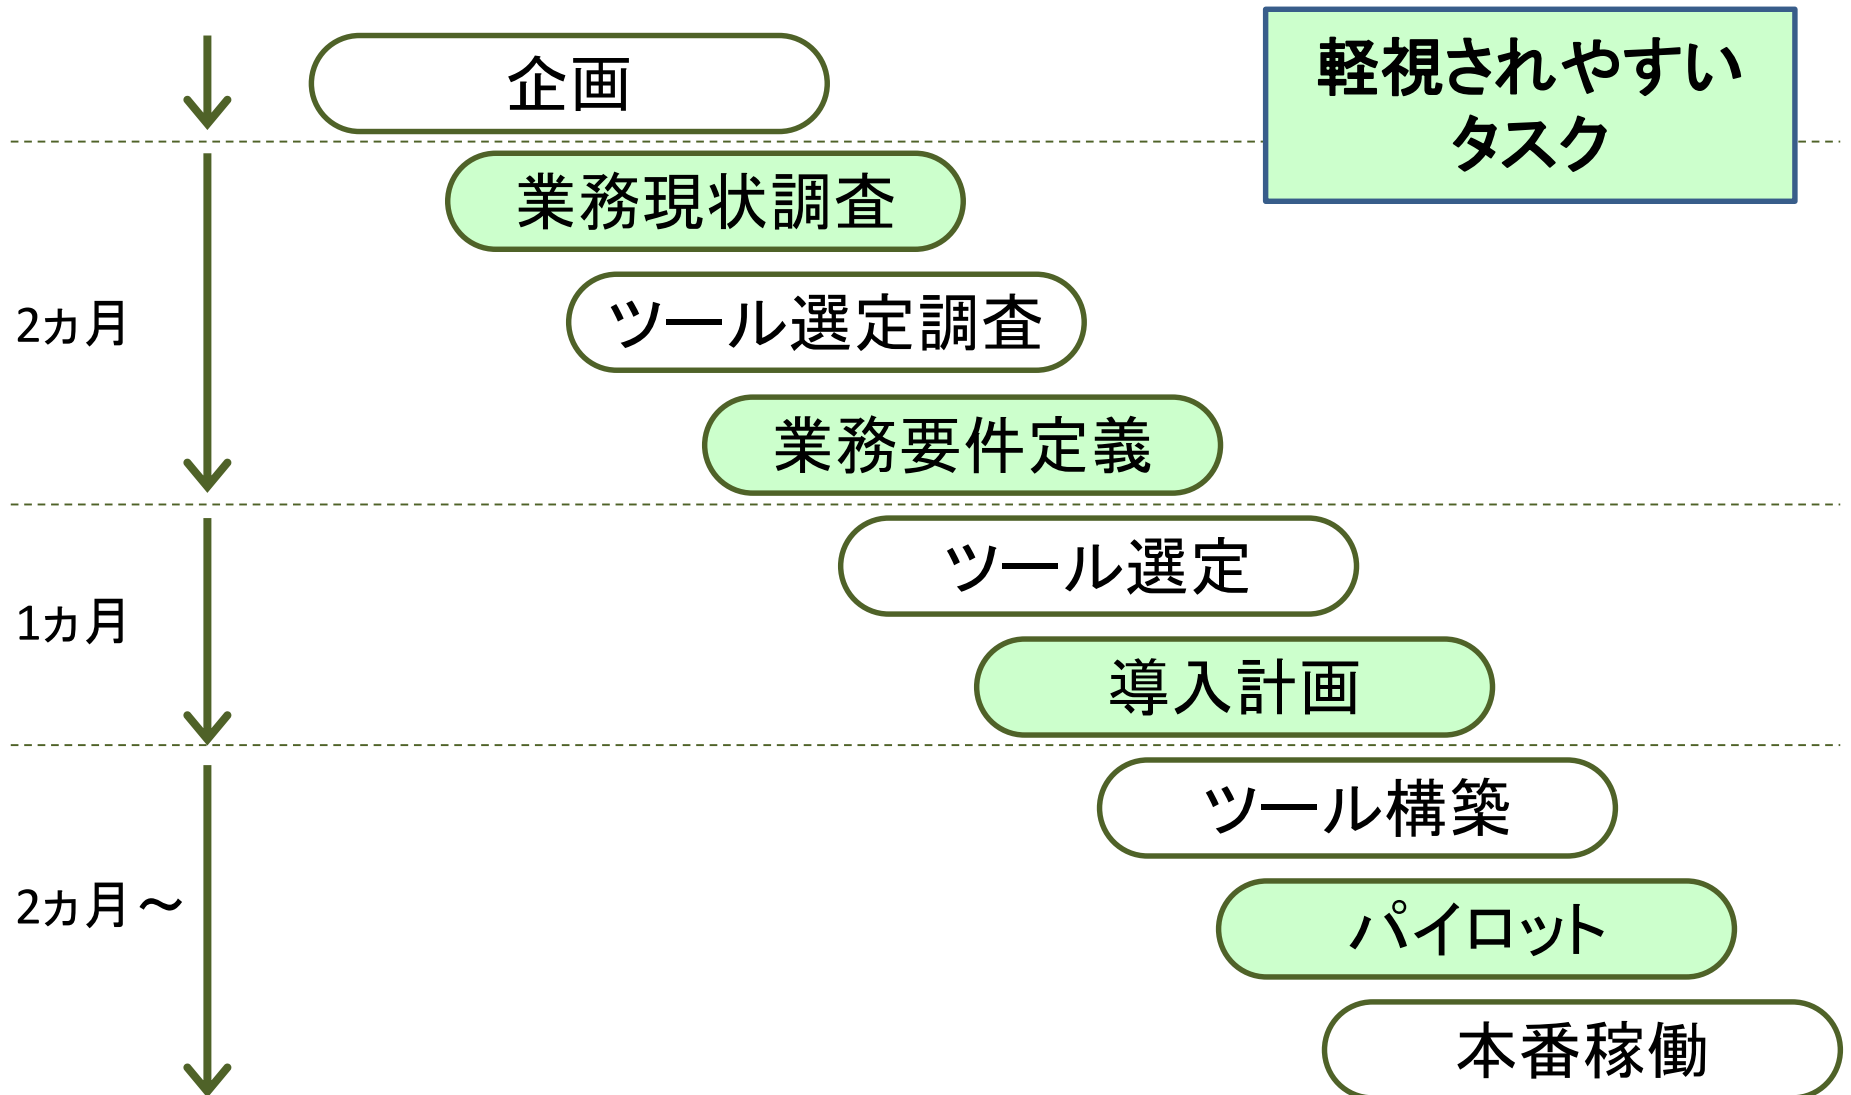 企画
軽視されやすい
タスク
業務現状調査
2ヵ月
ツール選定調査
業務要件定義
ツール選定
1ヵ月
導入計画
ツール構築
2ヵ月～
パイロット
本番稼働